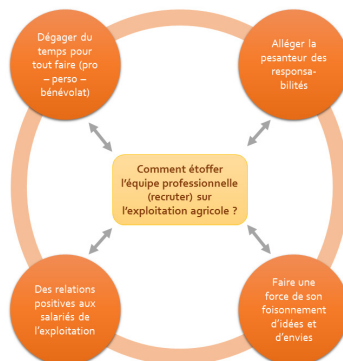 Dégager du
temps pour
tout faire (pro
– perso –
bénévolat)
Alléger la
pesanteur des
responsa-
bilités
Comment étoffer
l'équipe professionnelle
(recruter) sur
l'exploitation agricole ?
Des relations
positives aux
salariés de
l'exploitation
Faire une
force de son
foisonnement
d'idées et
d'envies